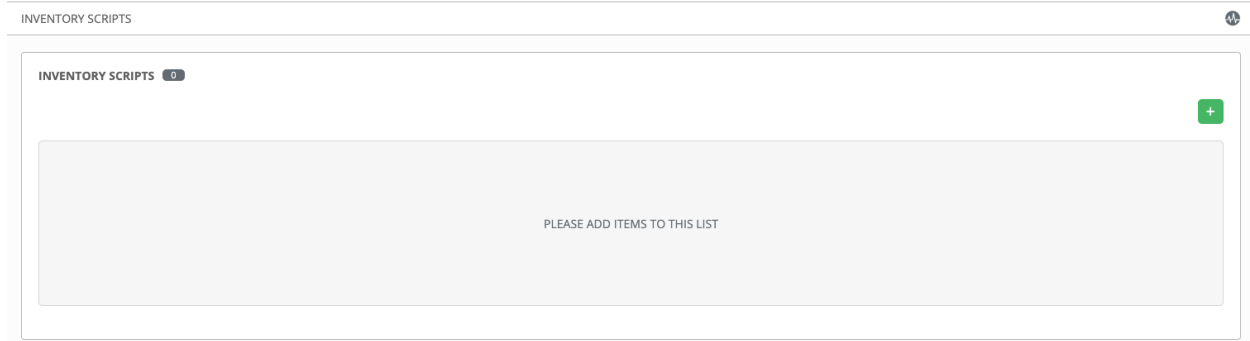 INVENTORY SCRIPTS
INVENTORY SCRIPTS 0
+
PLEASE ADD ITEMS TO THIS LIST